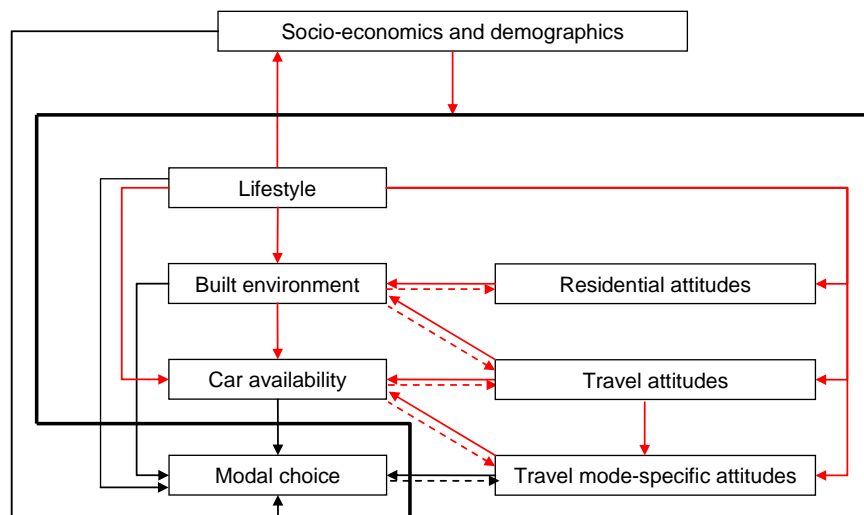 Socio-economics and demographics
Lifestyle
Built environment
Residential attitudes
Car availability
Travel attitudes
Modal choice
Travel mode-specific attitudes